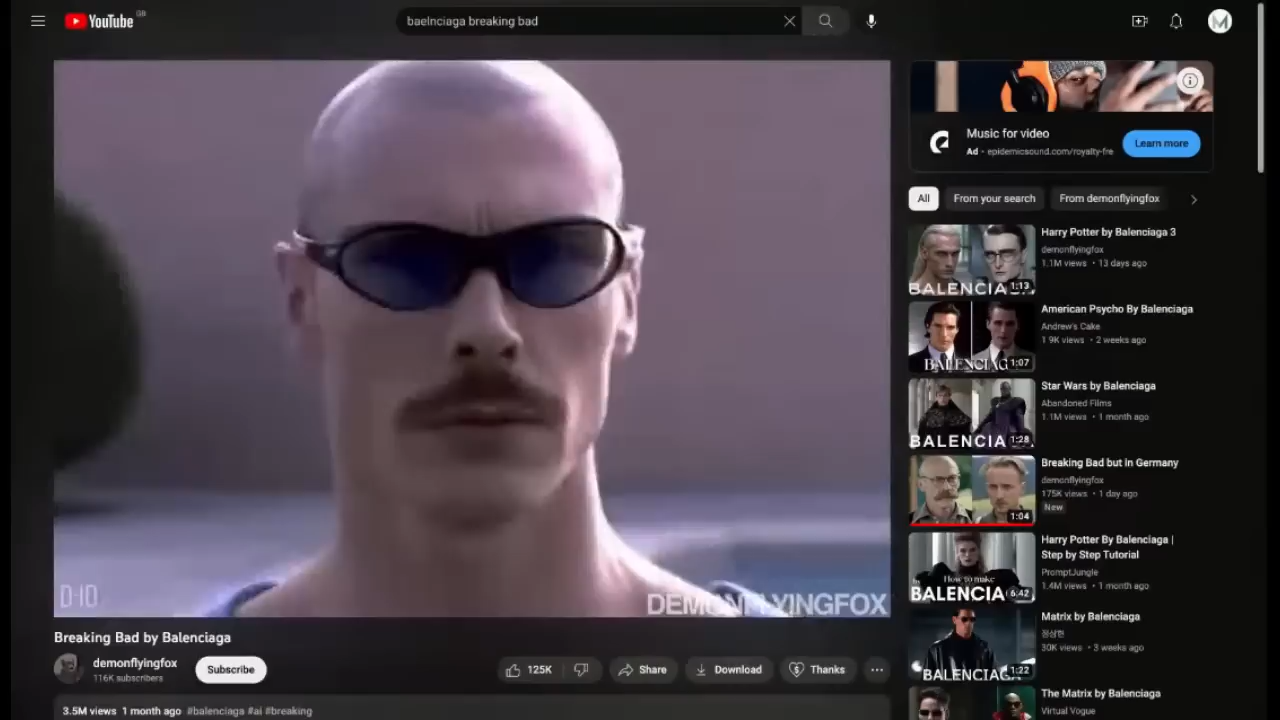 YouTube GB
baelnciaga breaking bad
D-ID
DEMONFLYINGFOX
Breaking Bad by Balenciaga
demonflyingfox
116K subscribers
Subscribe
125K
Share
Download
Thanks
3.5M views 1 month ago #balenciaga #ai #breaking
Music for video
Ad • epidemicsound.com/royalty-fre
Learn more
All
From your search
From demonflyingfox
BALENCIAGA
1:13
Harry Potter by Balenciaga 3
demonflyingfox
1.1M views • 13 days ago
BALENCIAG
1:07
American Psycho By Balenciaga
Andrew's Cake
1 9K views • 2 weeks ago
BALENCIA
1:28
Star Wars by Balenciaga
Abandoned Films
1.1M views • 1 month ago
1:04
Breaking Bad but in Germany
demonflyingfox
175K views • 1 day ago
New
How to make
BALENCIA
6:42
Harry Potter By Balenciaga |
Step by Step Tutorial
PromptJungle
1.4M views • 1 month ago
BALENCIAGA
1:22
Matrix by Balenciaga
정상현
30K views • 3 weeks ago
The Matrix by Balenciaga
Virtual Vogue